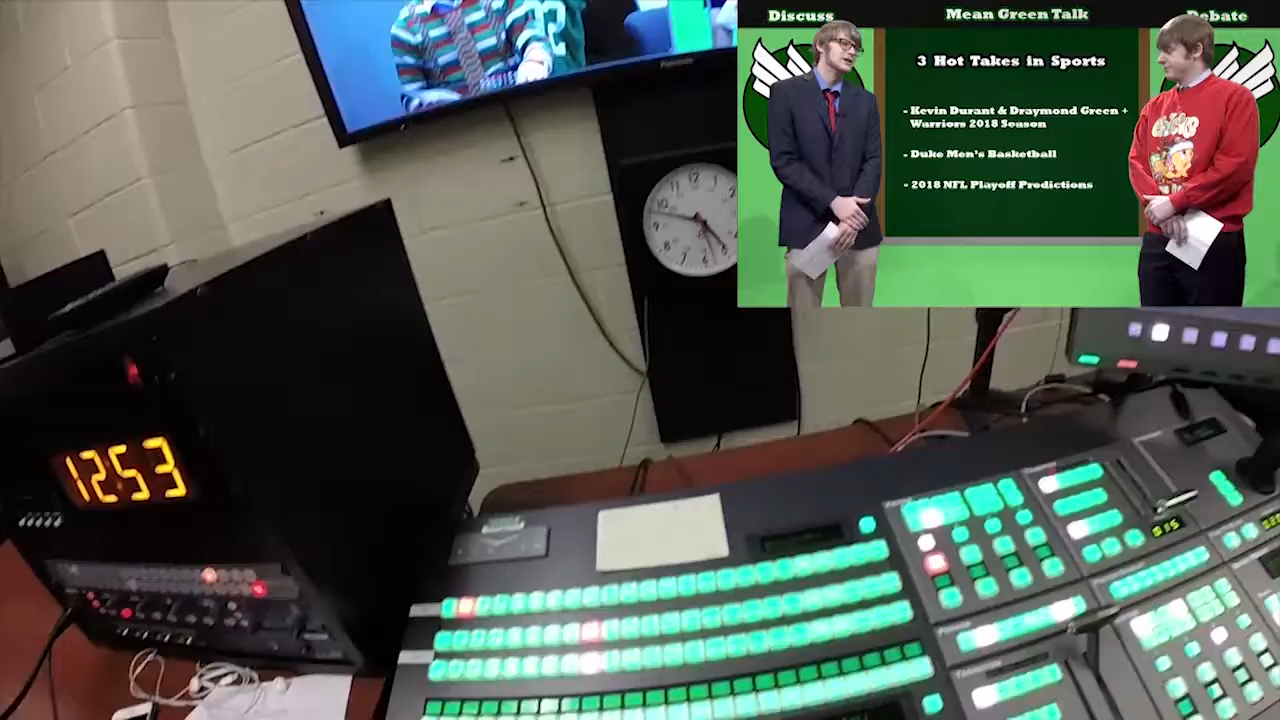 Discuss
Mean Green Talk
Debate
3 Hot Takes in Sports
- Kevin Durant & Draymond Green +
Warriors 2018 Season
- Duke Men's Basketball
- 2018 NFL Playoff Predictions
12:53